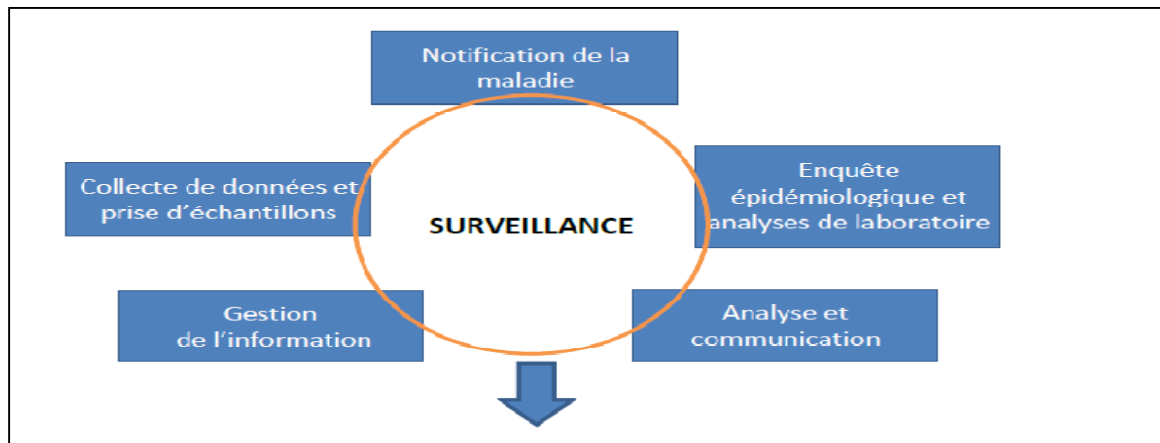 Notification de la
maladie
Collecte de données et
prise d'échantillons
Enquête
épidémiologique et
analyses de laboratoire
SURVEILLANCE
Gestion
de l'information
Analyse et
communication